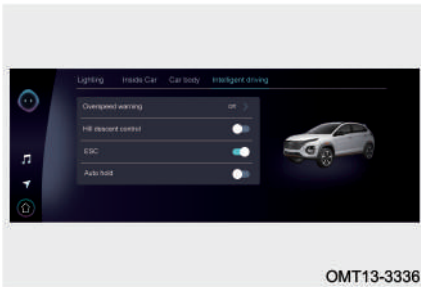 Lighting Inside Car Car body Intelligent driving
Overspeed warning Off
Hill descent control
ESC
Auto hold
OMT13-3336